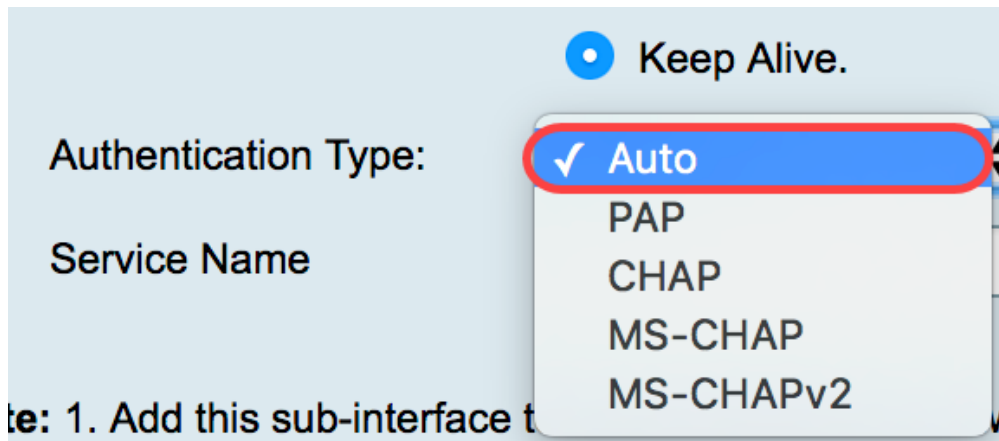 Keep Alive.
Authentication Type:
✓ Auto
PAP
Service Name
CHAP
MS-CHAP
MS-CHAPv2
te: 1. Add this sub-interface t